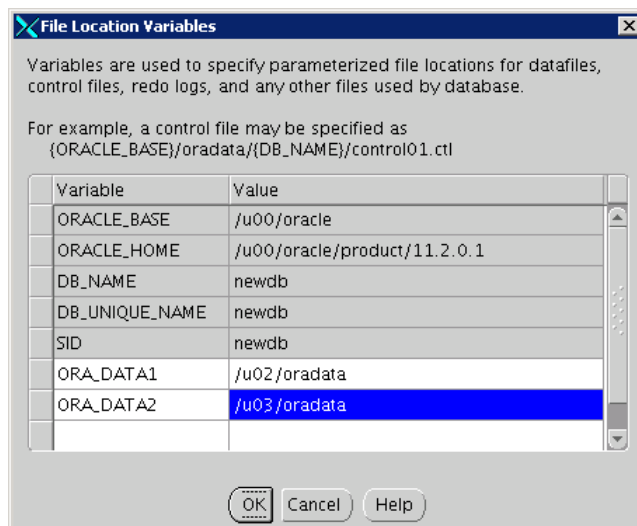 File Location Variables
Variables are used to specify parameterized file locations for datafiles,
control files, redo logs, and any other files used by database.
For example, a control file may be specified as
{ORACLE_BASE}/oradata/{DB_NAME}/control01.ctl
Variable Value
ORACLE_BASE /u00/oracle
ORACLE_HOME /u00/oracle/product/11.2.0.1
DB_NAME newdb
DB_UNIQUE_NAME newdb
SID newdb
ORA_DATA1 /u02/oradata
ORA_DATA2 /u03/oradata
OK Cancel Help